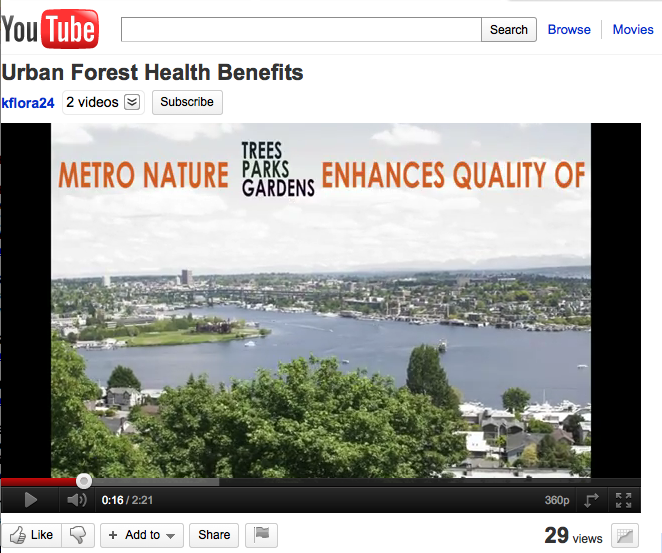 YouTube
Search
Browse
Movies
Urban Forest Health Benefits
kflora24
2 videos
Subscribe
METRO NATURE
TREES
PARKS
GARDENS
ENHANCES QUALITY OF
0:16 / 2:21
360p
Like
+ Add to
Share
29 views